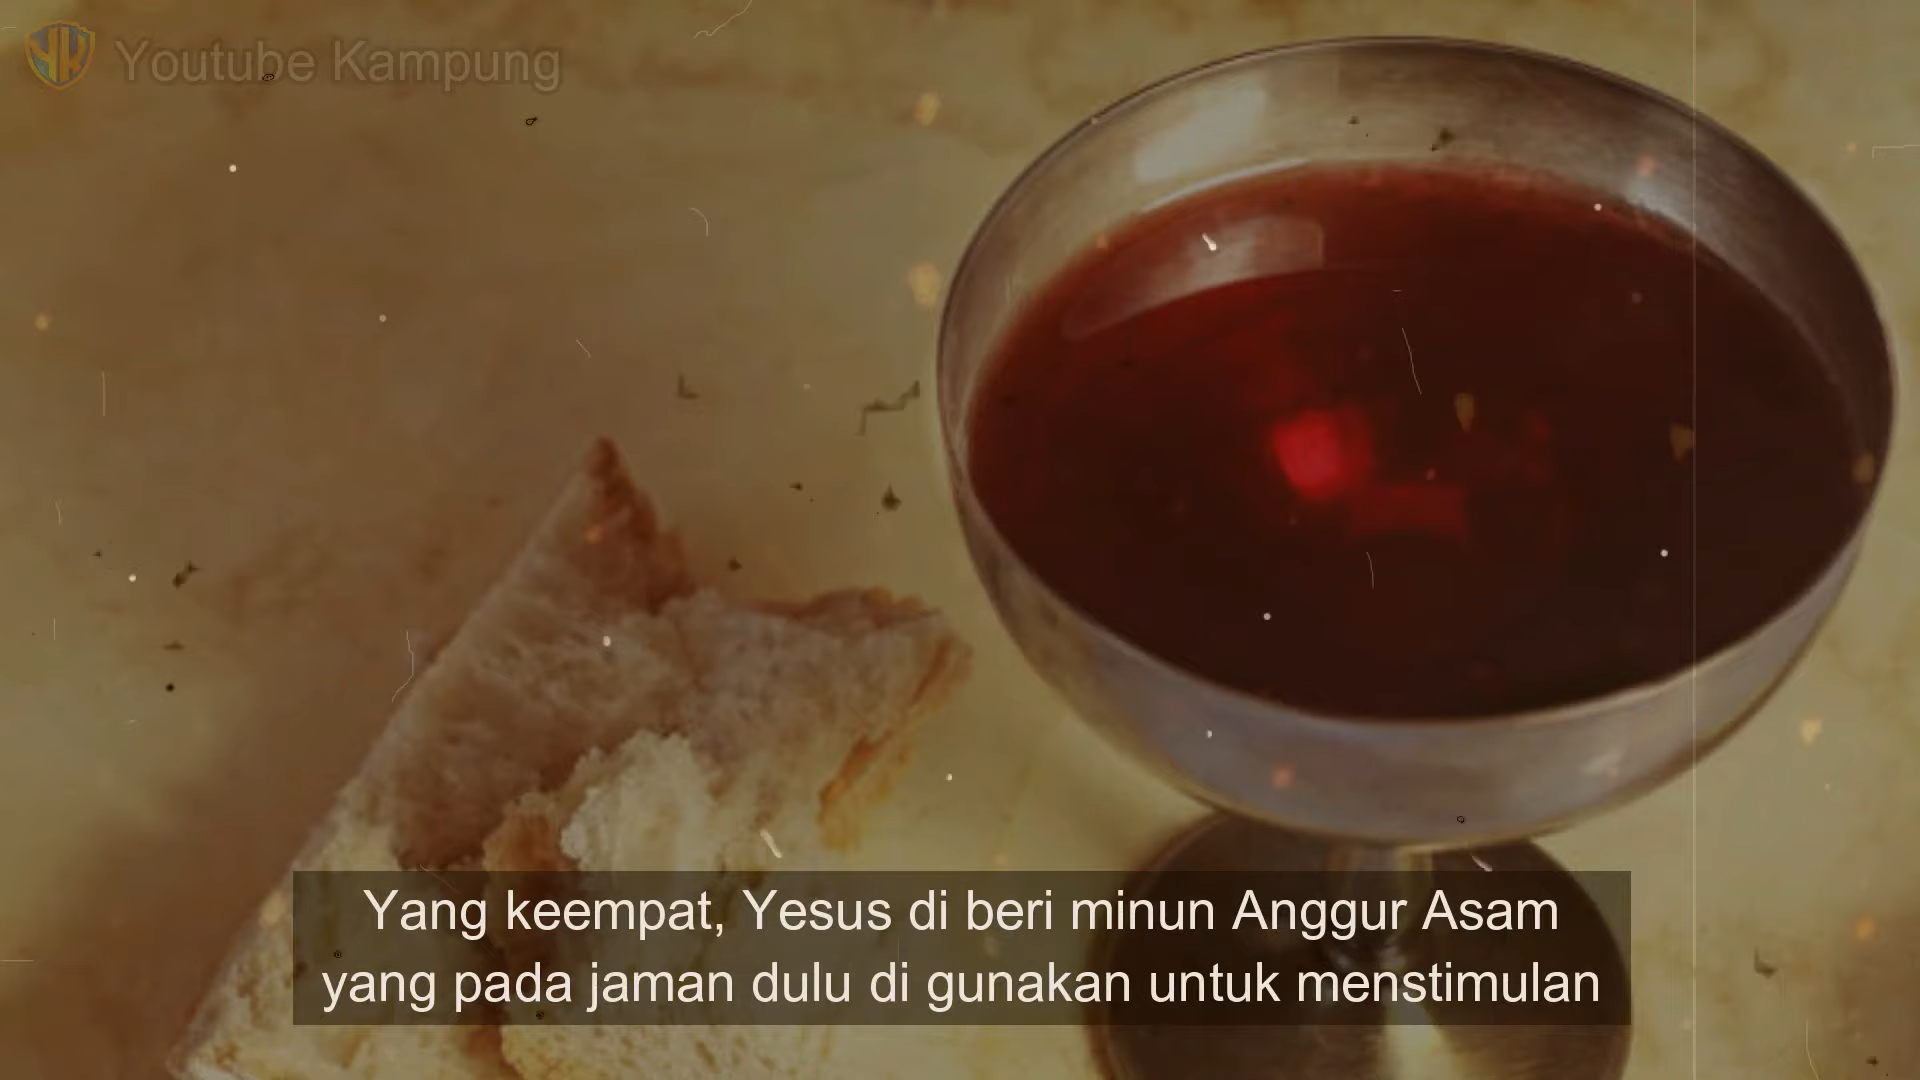 Youtube Kampung
Yang keempat, Yesus di beri minun Anggur Asam
yang pada jaman dulu di gunakan untuk menstimulan